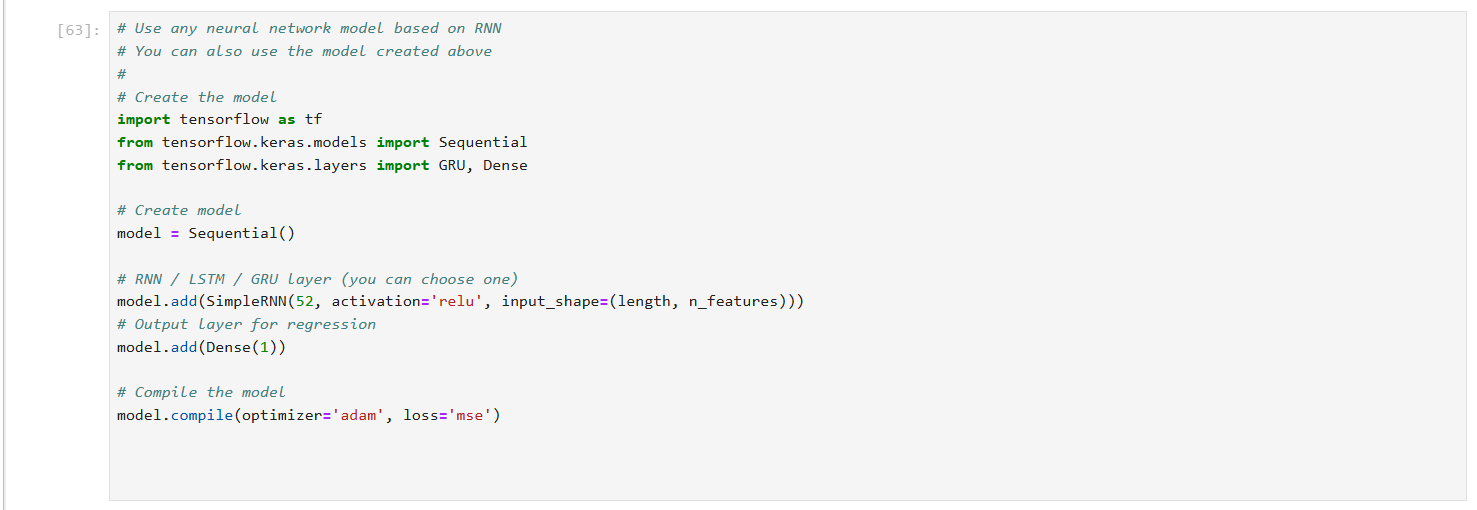 [63]:
# Use any neural network model based on RNN
# You can also use the model created above
#
# Create the model
import tensorflow as tf
from tensorflow.keras.models import Sequential
from tensorflow.keras.layers import GRU, Dense
# Create model
model = Sequential()
# RNN / LSTM / GRU layer (you can choose one)
model.add(SimpleRNN(52, activation='relu', input_shape=(length, n_features)))
# Output layer for regression
model.add(Dense(1))
# Compile the model
model.compile(optimizer='adam', loss='mse')